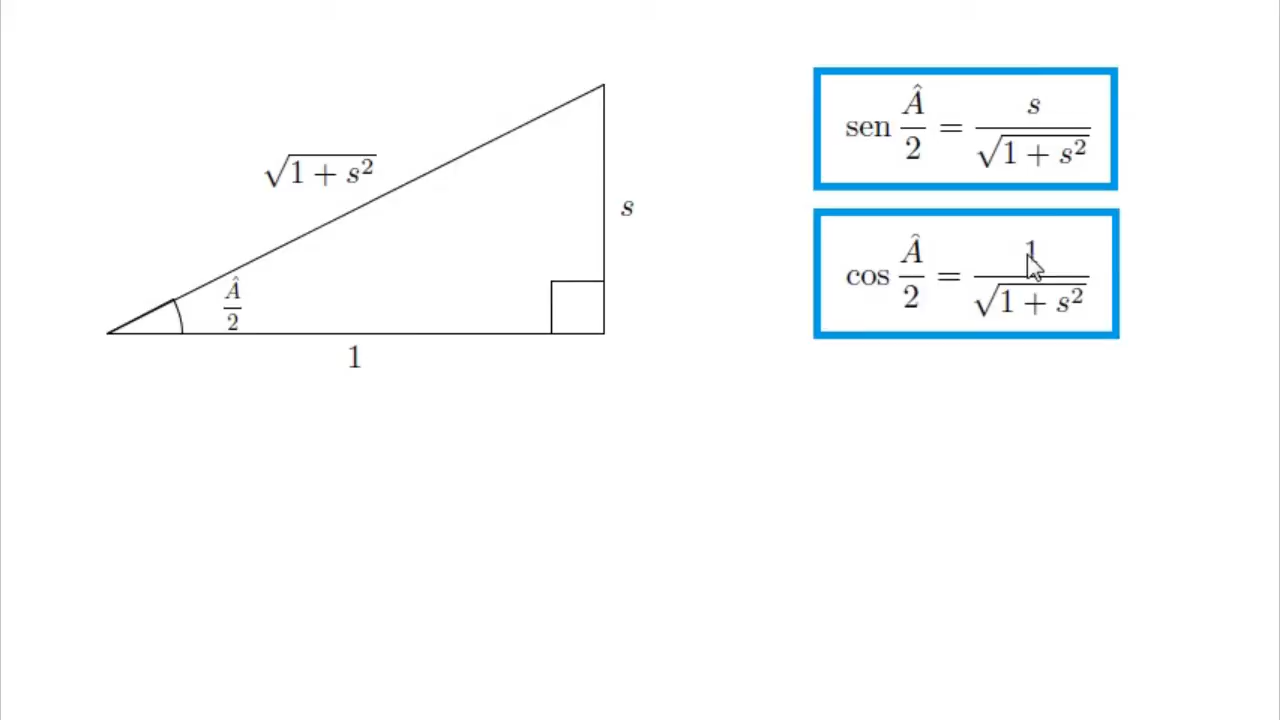 √(1 + s²)
s
Â/2
1
sen Â/2 = s/√(1 + s²)
cos Â/2 = 1/√(1 + s²)